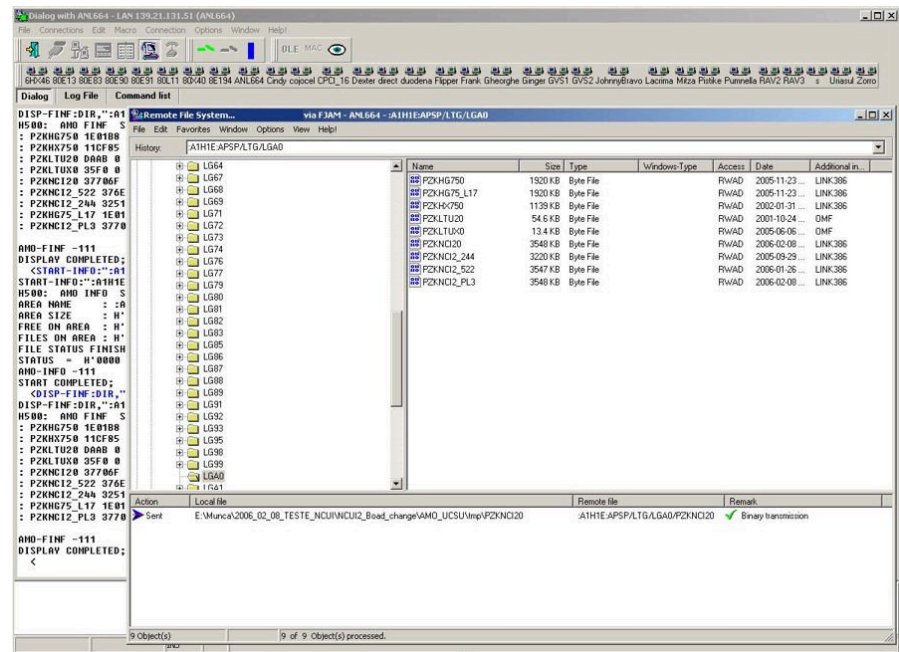 Dialog with ANL664 - LAN 139.21.131.51 (ANL664)
File Connections Edit Macro Connection Options Window Help!
OLE MAC
6HX46 80E13 80E83 80E90 80E91 80L11 80X40 8E194 ANL664 Cindy cojocel CPCI_16 Dexter direct duodena Flipper Frank Gheorghe Ginger GVS1 GVS2 JohnnyBravo Lacrima Mitza Pistike Pumnella RAV2 RAV3 s Uriasul Zorro
Dialog Log File Command list
DISP-FINF:DIR,":A1
H500: AMO FINF S
: PZKHG750 1E01B8
: PZKHX750 11CF85
: PZKLTU20 DAAB 0
: PZKLTUX0 35F0 0
: PZKNCI20 37706F
: PZKNCI2_522 376E
: PZKNCI2_244 3251
: PZKHG75_L17 1E01
: PZKNCI2_PL3 3770
AMO-FINF -111
DISPLAY COMPLETED;
<START-INFO:":A1
START-INFO:":A1H1E
H500: AMO INFO S
AREA NAME : :A
AREA SIZE : H'
FREE ON AREA : H'
FILES ON AREA : H'
FILE STATUS FINISH
STATUS = H'0000
AMO-INFO -111
START COMPLETED;
<DISP-FINF:DIR,"
DISP-FINF:DIR,":A1
H500: AMO FINF S
: PZKHG750 1E01B8
: PZKHX750 11CF85
: PZKLTU20 DAAB 0
: PZKLTUX0 35F0 0
: PZKNCI20 37706F
: PZKNCI2_522 376E
: PZKNCI2_244 3251
: PZKHG75_L17 1E01
: PZKNCI2_PL3 3770
AMO-FINF -111
DISPLAY COMPLETED;
<
Remote File System... via FJAM - ANL664 - :A1H1E:APSP/LTG/LGA0
File Edit Favorites Window Options View Help!
History: :A1H1E:APSP/LTG/LGA0
LG64
LG67
LG68
LG69
LG71
LG72
LG73
LG74
LG76
LG77
LG79
LG80
LG81
LG82
LG83
LG85
LG86
LG87
LG88
LG89
LG91
LG92
LG93
LG95
LG98
LG99
LGA0
LGA1
Name Size Type Windows-Type Access Date Additional in...
PZKHG750 1920 KB Byte File RWAD 2005-11-23 ... LINK386
PZKHG75_L17 1920 KB Byte File RWAD 2005-11-23 ... LINK386
PZKHX750 1139 KB Byte File RWAD 2002-01-31 ... LINK386
PZKLTU20 54.6 KB Byte File RWAD 2001-10-24 ... OMF
PZKLTUX0 13.4 KB Byte File RWAD 2005-06-06 ... OMF
PZKNCI20 3548 KB Byte File RWAD 2006-02-08 ... LINK386
PZKNCI2_244 3220 KB Byte File RWAD 2005-09-29 ... LINK386
PZKNCI2_522 3547 KB Byte File RWAD 2006-01-26 ... LINK386
PZKNCI2_PL3 3548 KB Byte File RWAD 2006-02-08 ... LINK386
Action Local file Remote file Remark
Sent E:\Munca\2006_02_08_TESTE_NCUI\NCUI2_Boad_change\AMO_UCSU\tmp\PZKNCI20 :A1H1E:APSP/LTG/LGA0/PZKNCI20 Binary transmission
9 Object(s) 9 of 9 Object(s) processed.